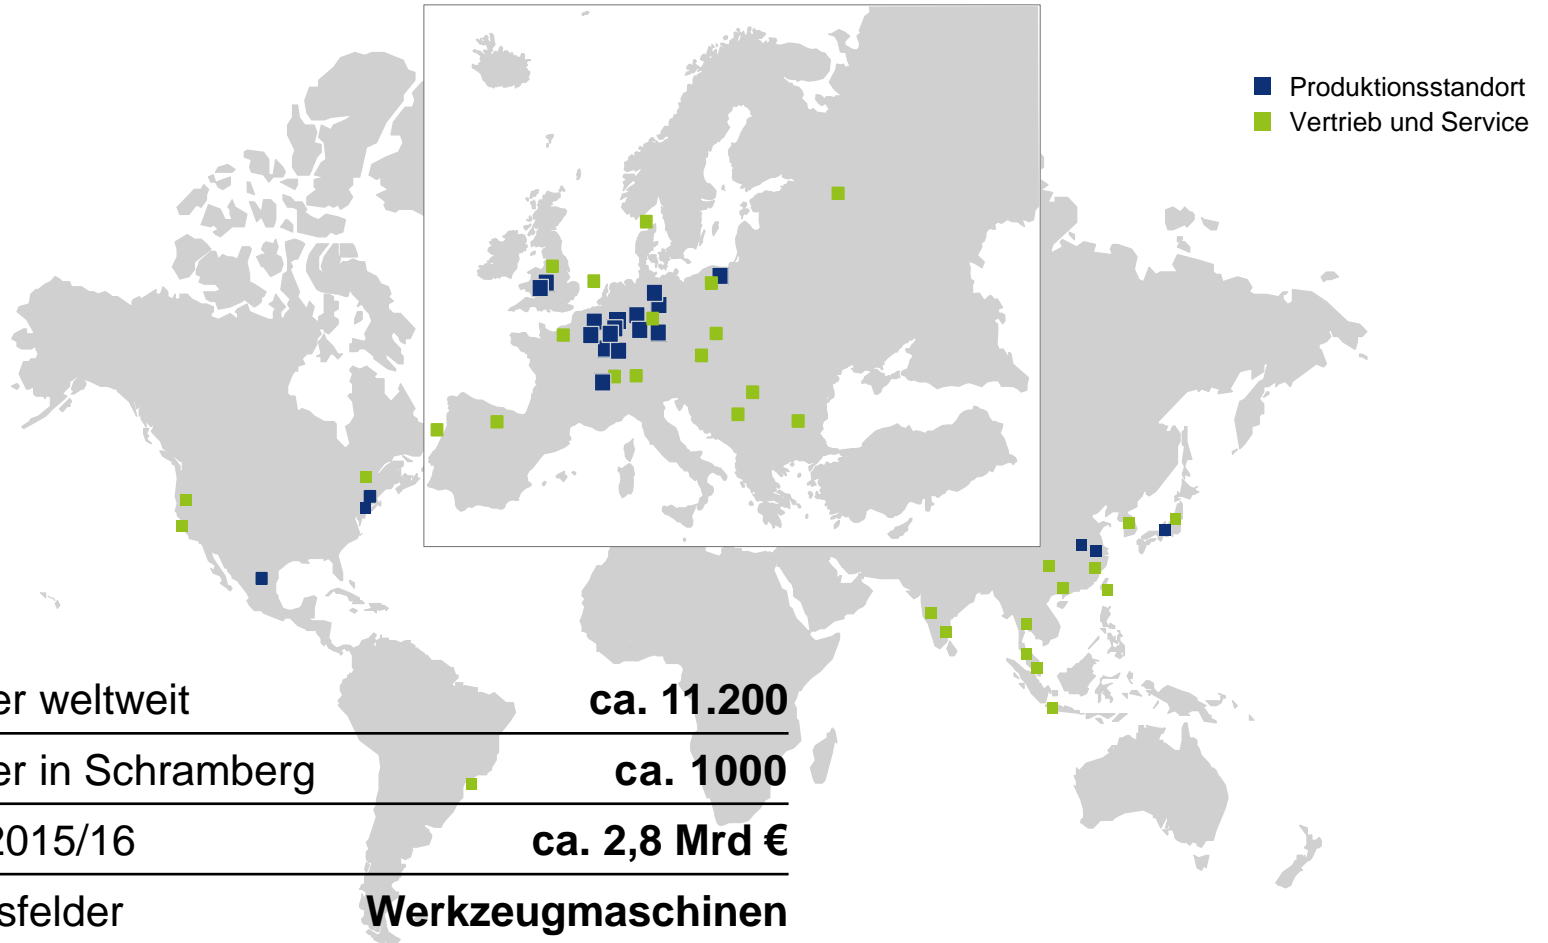 Produktionsstandort
Vertrieb und Service
er weltweit ca. 11.200
er in Schramberg ca. 1000
2015/16 ca. 2,8 Mrd €
sfelder Werkzeugmaschinen